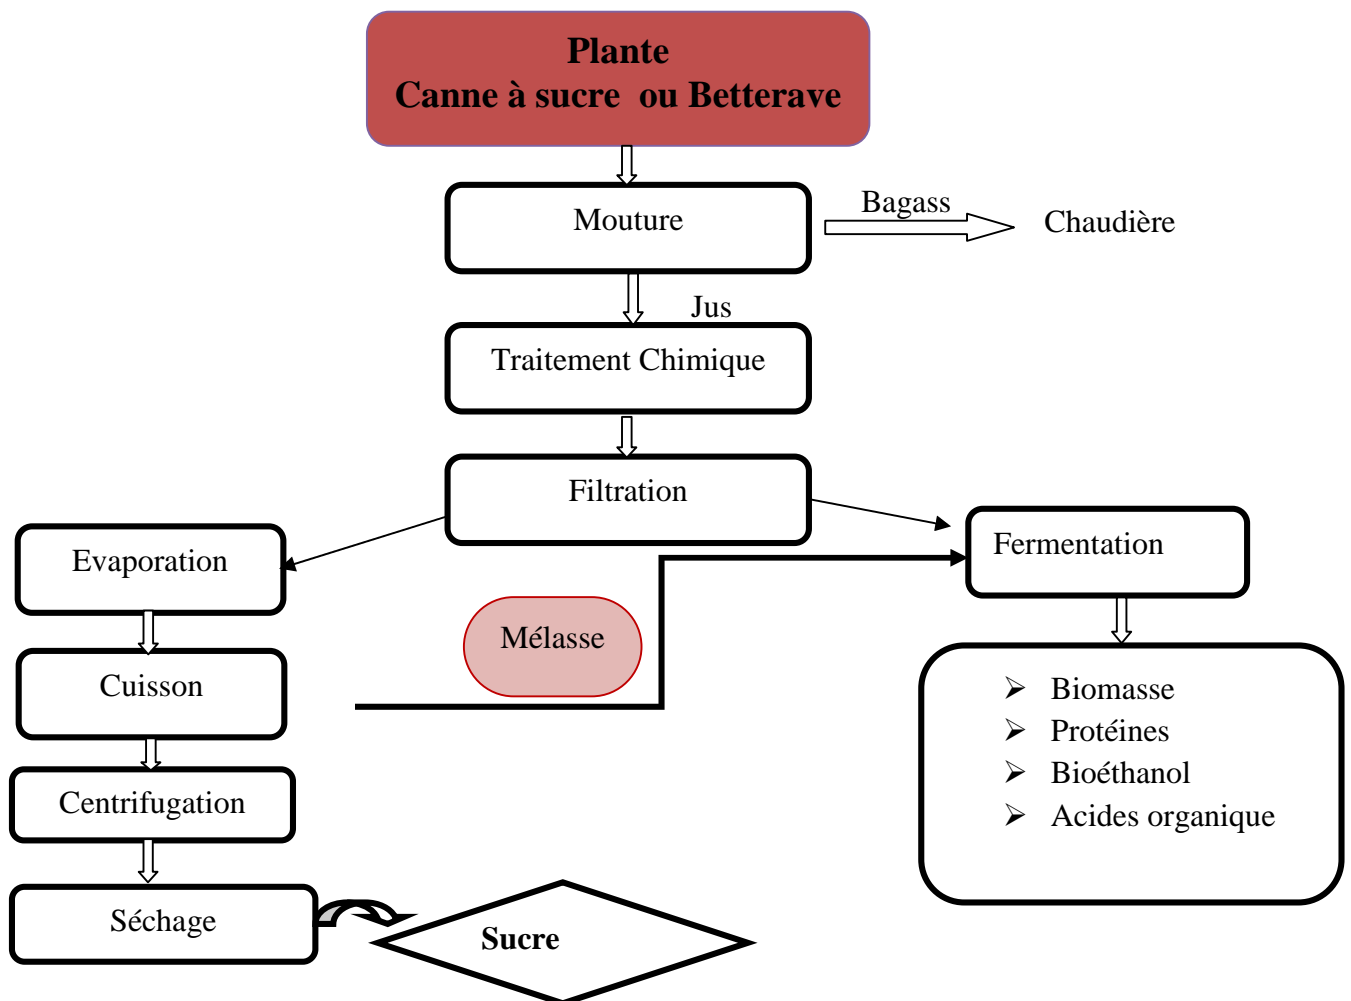 Plante
Canne à sucre ou Betterave
Mouture
Bagass
Chaudière
Jus
Traitement Chimique
Filtration
Evaporation
Fermentation
Mélasse
Cuisson
➢ Biomasse
➢ Protéines
➢ Bioéthanol
➢ Acides organique
Centrifugation
Séchage
Sucre